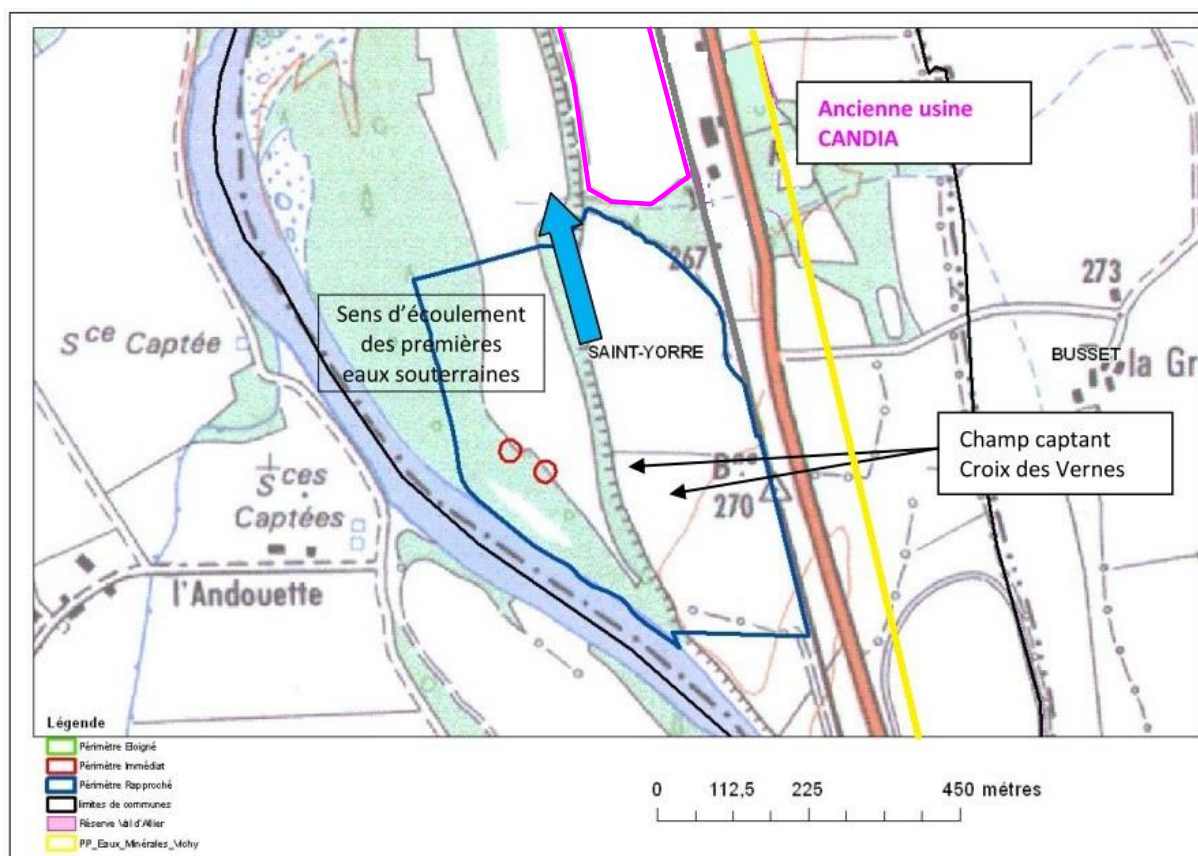 Ancienne usine
CANDIA
267
273
Sens d’écoulement
des premières
eaux souterraines
Sce Captée
SAINT-YORRE
BUSSET
la Gr
Champ captant
Croix des Vernes
Bne
270
Sces
Captées
l'Andouette
Légende
Périmètre Eloigné
Périmètre Immédiat
Périmètre Rapproché
limites de communes
Réserve Val d'Allier
PP_Eaux_Minérales_Vichy
0 112,5 225 450 métres